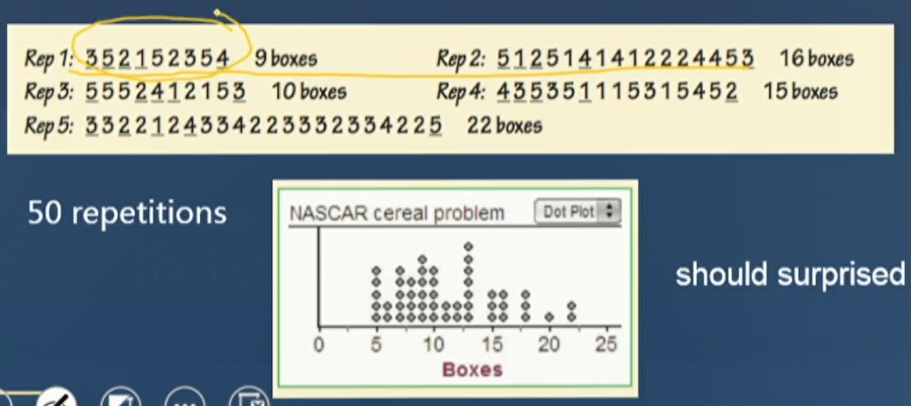 Rep 1: 352152354 9 boxes Rep 2: 5125141412224453 16 boxes
Rep 3: 5552412153 10 boxes Rep 4: 435351115315452 15 boxes
Rep 5: 3322124334223332334225 22 boxes
50 repetitions
NASCAR cereal problem Dot Plot
should surprised
0 5 10 15 20 25
Boxes